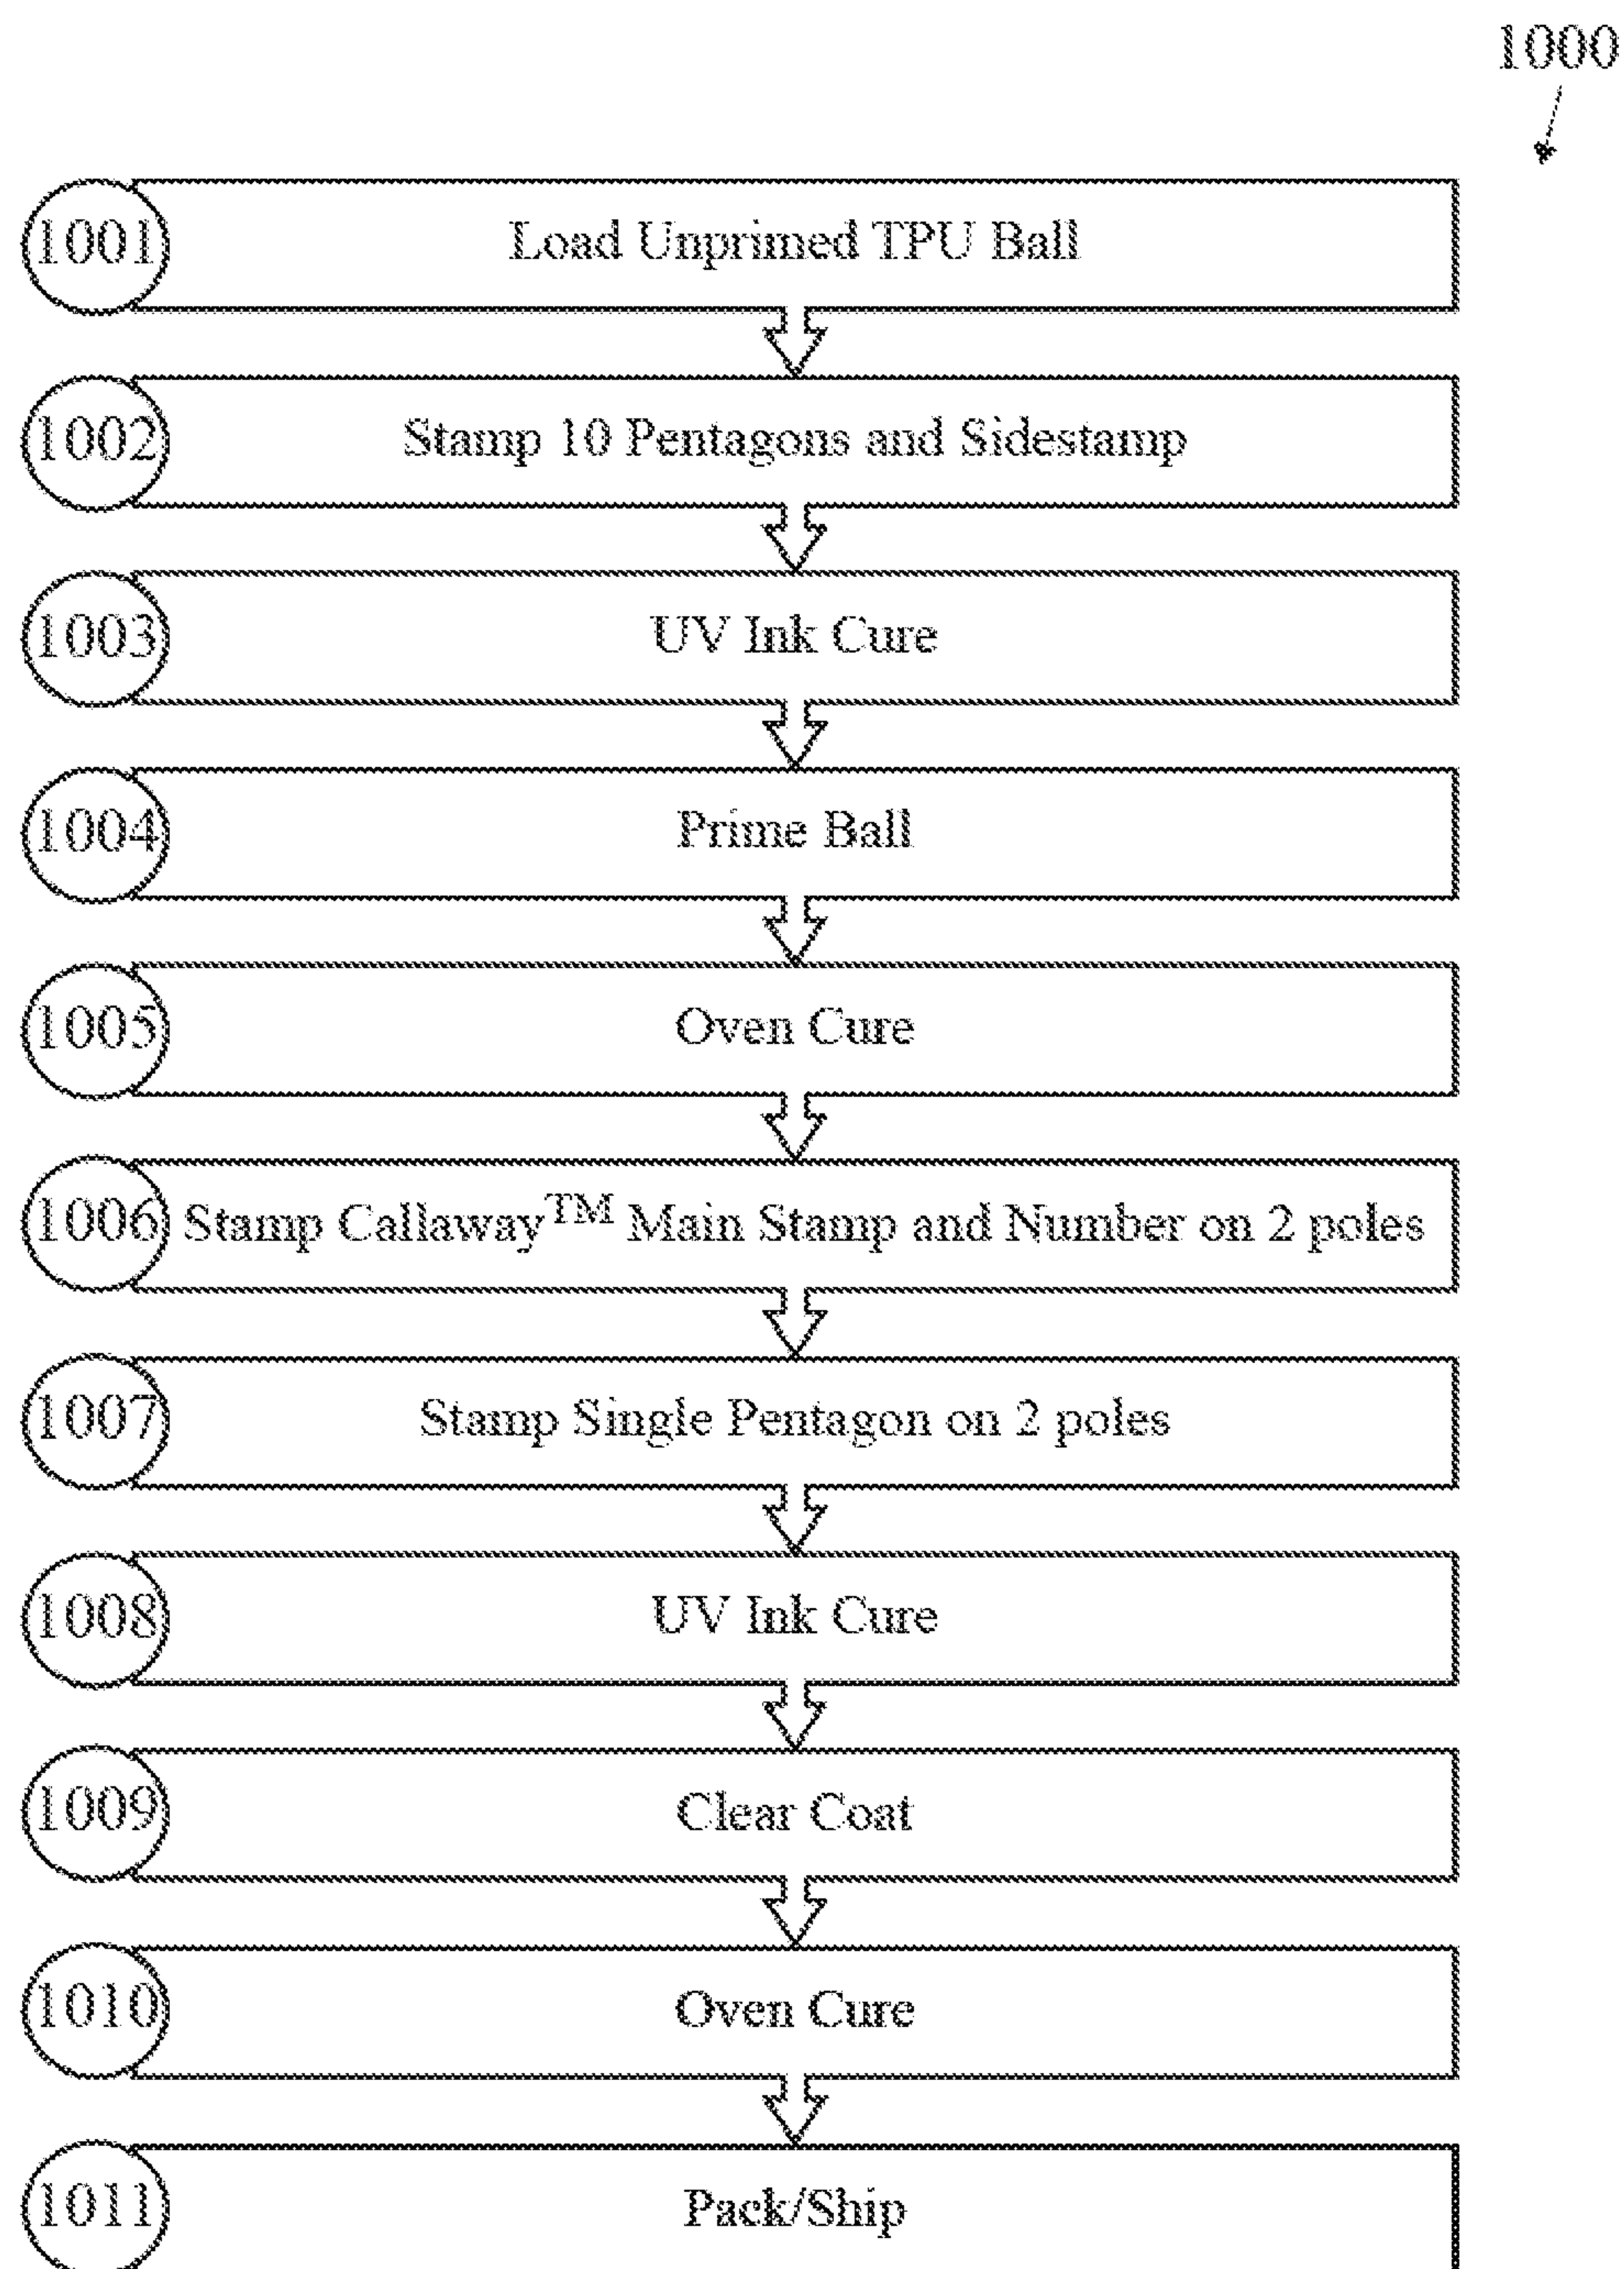 1000
1001 Load Unprimed TPU Ball
1002 Stamp 10 Pentagons and Sidestamp
1003 UV Ink Cure
1004 Prime Ball
1005 Oven Cure
1006 Stamp Callaway™ Main Stamp and Number on 2 poles
1007 Stamp Single Pentagon on 2 poles
1008 UV Ink Cure
1009 Clear Coat
1010 Oven Cure
1011 Pack/Ship